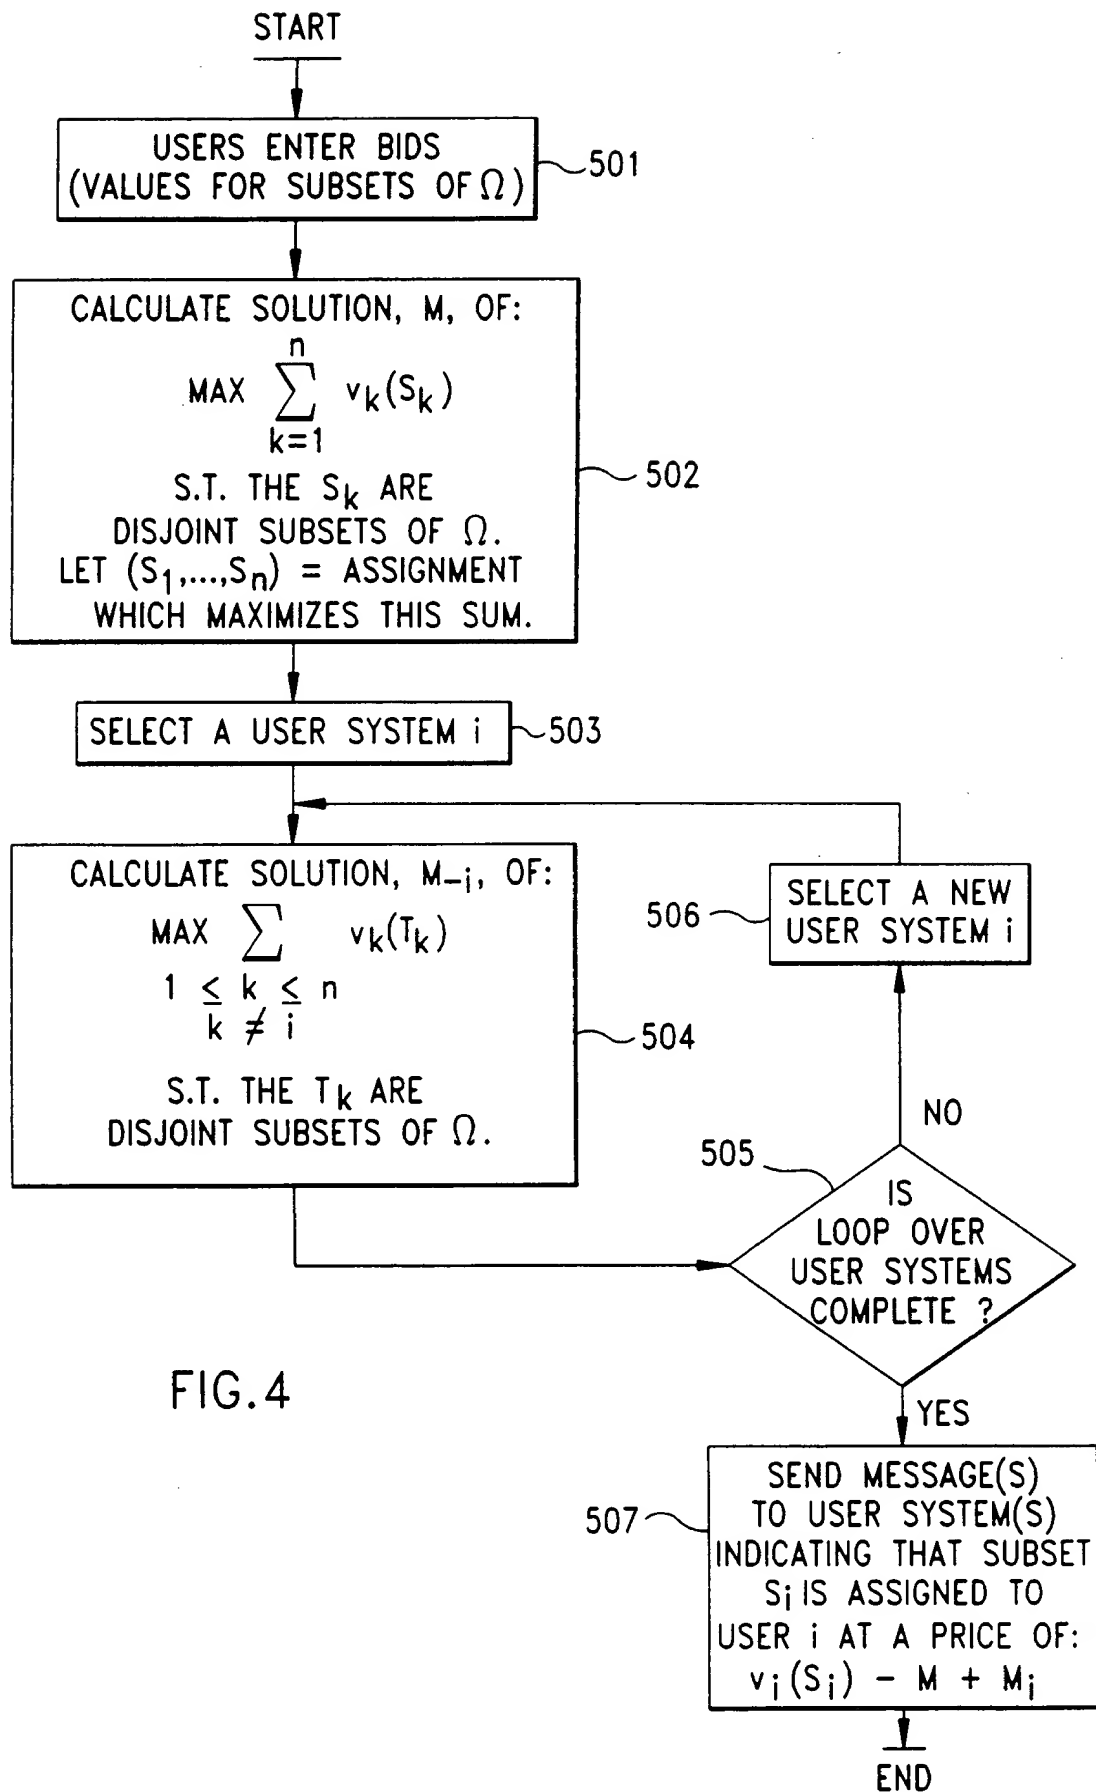 START
USERS ENTER BIDS
(VALUES FOR SUBSETS OF Ω)
501
CALCULATE SOLUTION, M, OF:
n
MAX ∑ vₖ(Sₖ)
k=1
S.T. THE Sₖ ARE
DISJOINT SUBSETS OF Ω.
LET (S₁,...,Sₙ) = ASSIGNMENT
WHICH MAXIMIZES THIS SUM.
502
SELECT A USER SYSTEM i
503
CALCULATE SOLUTION, M₋ᵢ, OF:
MAX ∑ vₖ(Tₖ)
1 ≤ k ≤ n
k ≠ i
S.T. THE Tₖ ARE
DISJOINT SUBSETS OF Ω.
504
SELECT A NEW
USER SYSTEM i
506
NO
505
IS
LOOP OVER
USER SYSTEMS
COMPLETE ?
YES
SEND MESSAGE(S)
TO USER SYSTEM(S)
INDICATING THAT SUBSET
Sᵢ IS ASSIGNED TO
USER i AT A PRICE OF:
vᵢ(Sᵢ) – M + Mᵢ
507
END
FIG.4